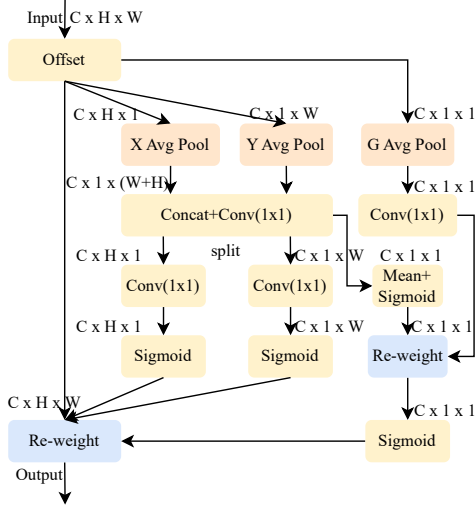 Input C x H x W
Offset
C x H x 1
C x 1 x W
C x 1 x 1
X Avg Pool
Y Avg Pool
G Avg Pool
C x 1 x (W+H)
C x 1 x 1
Concat+Conv(1x1)
Conv(1x1)
C x H x 1
split
C x 1 x W
C x 1 x 1
Conv(1x1)
Conv(1x1)
Mean+
Sigmoid
C x H x 1
C x 1 x W
C x 1 x 1
Sigmoid
Sigmoid
Re-weight
C x H x W
C x 1 x 1
Re-weight
Sigmoid
Output